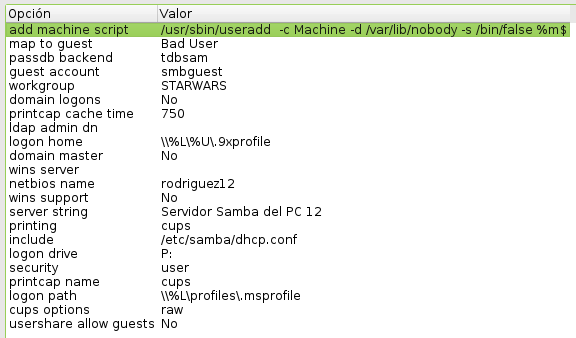 Opción Valor
add machine script /usr/sbin/useradd -c Machine -d /var/lib/nobody -s /bin/false %m$
map to guest Bad User
passdb backend tdbsam
guest account smbguest
workgroup STARWARS
domain logons No
printcap cache time 750
ldap admin dn
logon home \\%L\%U\.9xprofile
domain master No
wins server
netbios name rodriguez12
wins support No
server string Servidor Samba del PC 12
printing cups
include /etc/samba/dhcp.conf
logon drive P:
security user
printcap name cups
logon path \\%L\profiles\.msprofile
cups options raw
usershare allow guests No